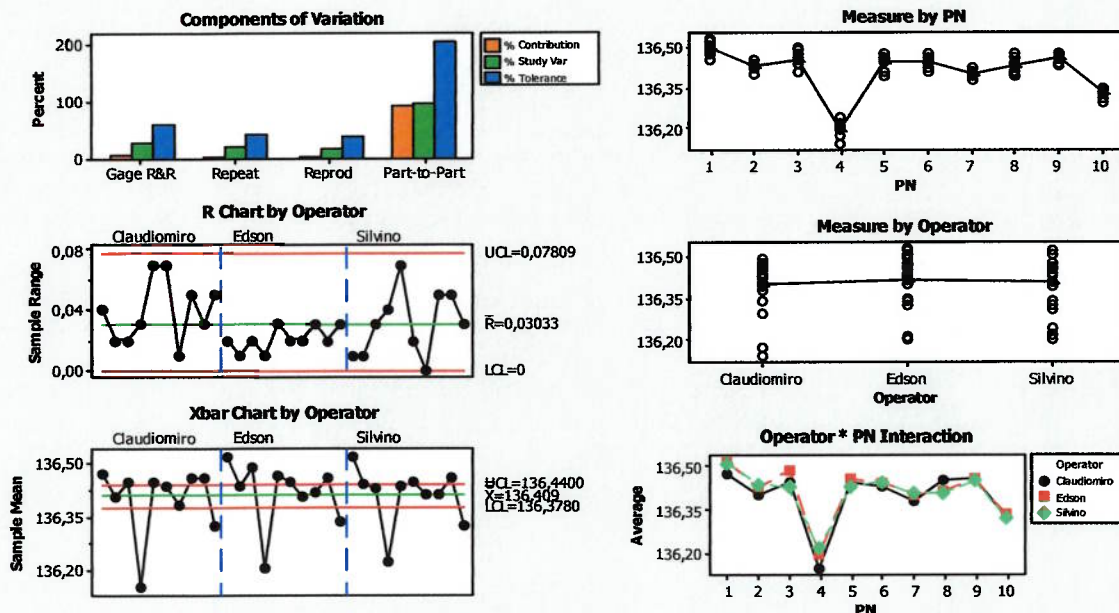 Components of Variation
200
100
0
Percent
Gage R&R Repeat Reprod Part-to-Part
% Contribution
% Study Var
% Tolerance
Measure by PN
136,50
136,35
136,20
1 2 3 4 5 6 7 8 9 10
PN
R Chart by Operator
Claudiomiro Edson Silvino
0,08
0,04
0,00
Sample Range
UCL=0,07809
R̄=0,03033
LCL=0
Measure by Operator
136,50
136,35
136,20
Claudiomiro Edson Silvino
Operator
Xbar Chart by Operator
Claudiomiro Edson Silvino
136,50
136,35
136,20
Sample Mean
UCL=136,4400
X̄=136,409
LCL=136,3780
Operator * PN Interaction
136,50
136,35
136,20
Average
1 2 3 4 5 6 7 8 9 10
PN
Operator
Claudiomiro
Edson
Silvino